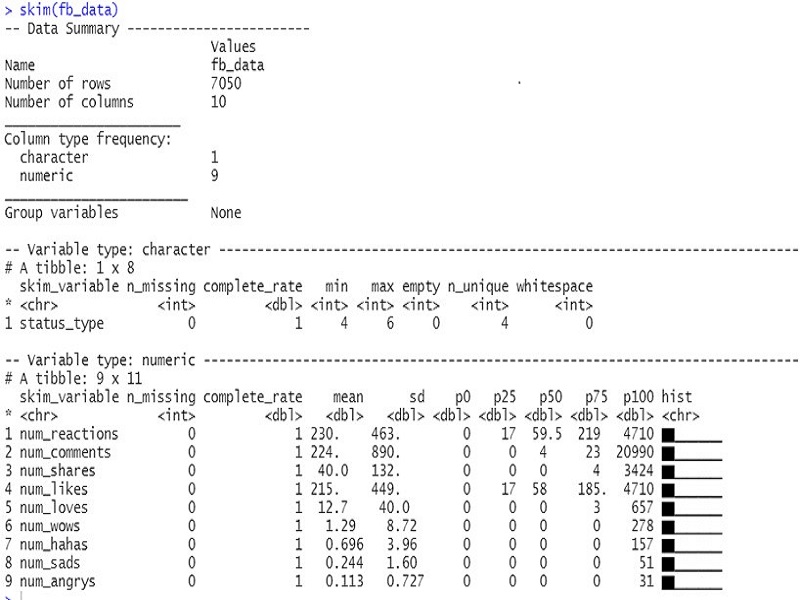 > skim(fb_data)
-- Data Summary ------------------------
Values
Name fb_data
Number of rows 7050
Number of columns 10
_______________________
Column type frequency:
character 1
numeric 9
________________________
Group variables None
-- Variable type: character ----------------------------------------------------------------------------
# A tibble: 1 x 8
skim_variable n_missing complete_rate min max empty n_unique whitespace
* <chr> <int> <dbl> <int> <int> <int> <int> <int>
1 status_type 0 1 4 6 0 4 0
-- Variable type: numeric ------------------------------------------------------------------------------
# A tibble: 9 x 11
skim_variable n_missing complete_rate mean sd p0 p25 p50 p75 p100 hist
* <chr> <int> <dbl> <dbl> <dbl> <dbl> <dbl> <dbl> <dbl> <dbl> <chr>
1 num_reactions 0 1 230. 463. 0 17 59.5 219 4710
2 num_comments 0 1 224. 890. 0 0 4 23 20990
3 num_shares 0 1 40.0 132. 0 0 0 4 3424
4 num_likes 0 1 215. 449. 0 17 58 185. 4710
5 num_loves 0 1 12.7 40.0 0 0 0 3 657
6 num_wows 0 1 1.29 8.72 0 0 0 0 278
7 num_hahas 0 1 0.696 3.96 0 0 0 0 157
8 num_sads 0 1 0.244 1.60 0 0 0 0 51
9 num_angrys 0 1 0.113 0.727 0 0 0 0 31
>